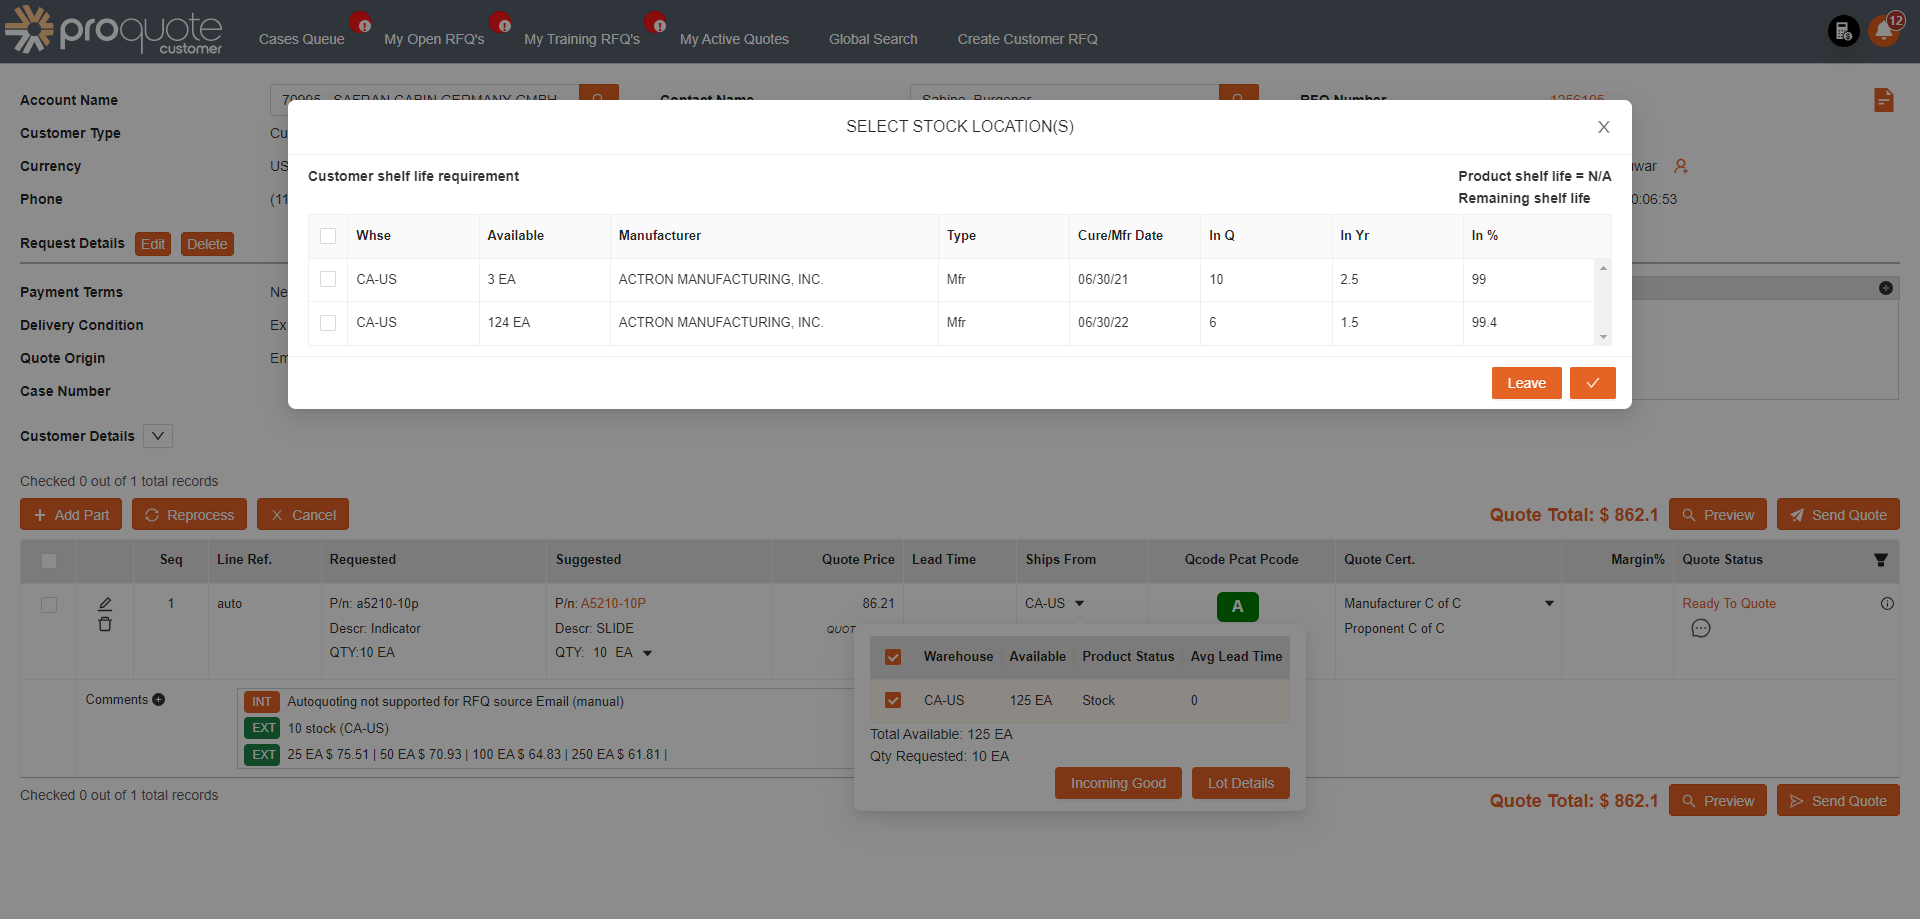 proquote
customer
Cases Queue
My Open RFQ's
My Training RFQ's
My Active Quotes
Global Search
Create Customer RFQ
12
Account Name
Customer Type
Cu
Currency
US
Phone
(11
war
0:06:53
Request Details
Edit
Delete
Payment Terms
Ne
Delivery Condition
Ex
Quote Origin
Em
Case Number
Customer Details
SELECT STOCK LOCATION(S)
X
Customer shelf life requirement
Product shelf life = N/A
Remaining shelf life
Whse Available Manufacturer Type Cure/Mfr Date In Q In Yr In %
CA-US 3 EA ACTRON MANUFACTURING, INC. Mfr 06/30/21 10 2.5 99
CA-US 124 EA ACTRON MANUFACTURING, INC. Mfr 06/30/22 6 1.5 99.4
Leave
Checked 0 out of 1 total records
Add Part
Reprocess
Cancel
Quote Total: $ 862.1
Preview
Send Quote
Seq Line Ref. Requested Suggested Quote Price Lead Time Ships From Qcode Pcat Pcode Quote Cert. Margin% Quote Status
1 auto P/n: a5210-10p P/n: A5210-10P 86.21 CA-US A Manufacturer C of C Ready To Quote
Descr: Indicator Descr: SLIDE QUOT Proponent C of C
QTY:10 EA QTY: 10 EA
Comments
INT Autoquoting not supported for RFQ source Email (manual)
EXT 10 stock (CA-US)
EXT 25 EA $ 75.51 | 50 EA $ 70.93 | 100 EA $ 64.83 | 250 EA $ 61.81 |
Warehouse Available Product Status Avg Lead Time
CA-US 125 EA Stock 0
Total Available: 125 EA
Qty Requested: 10 EA
Incoming Good
Lot Details
Checked 0 out of 1 total records
Quote Total: $ 862.1
Preview
Send Quote